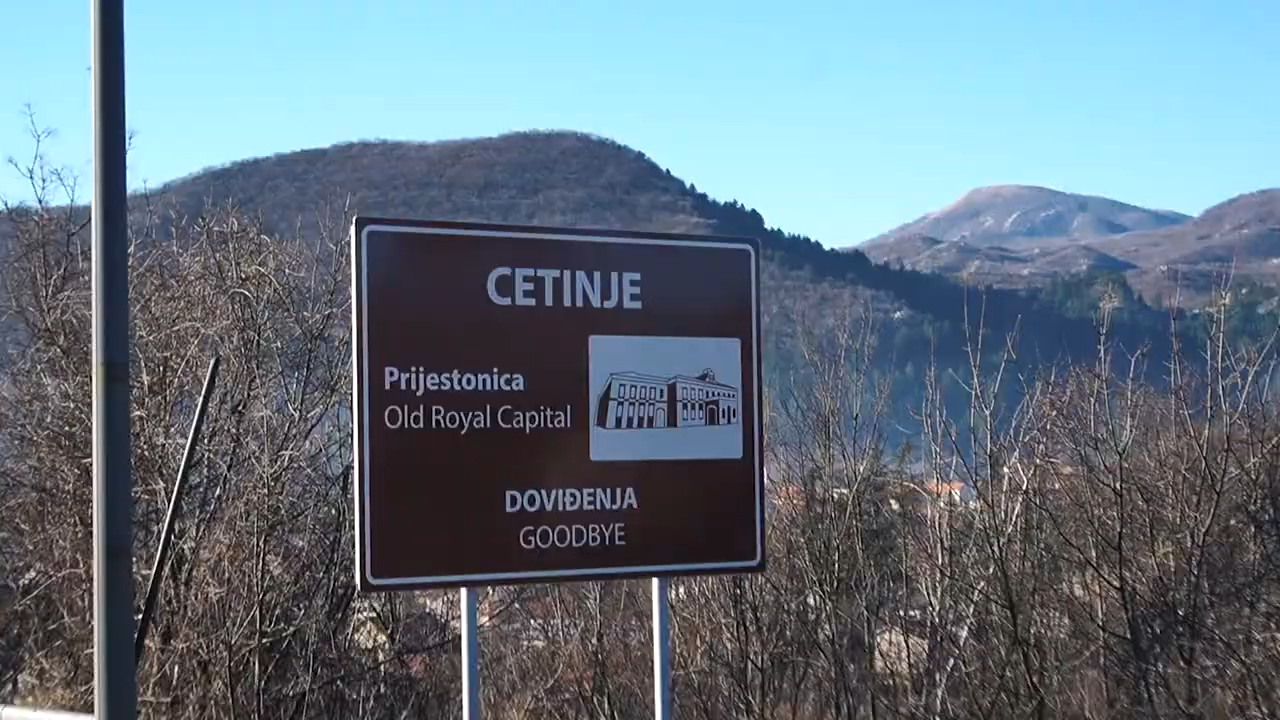 CETINJE
Prijestonica
Old Royal Capital
DOVIĐENJA
GOODBYE